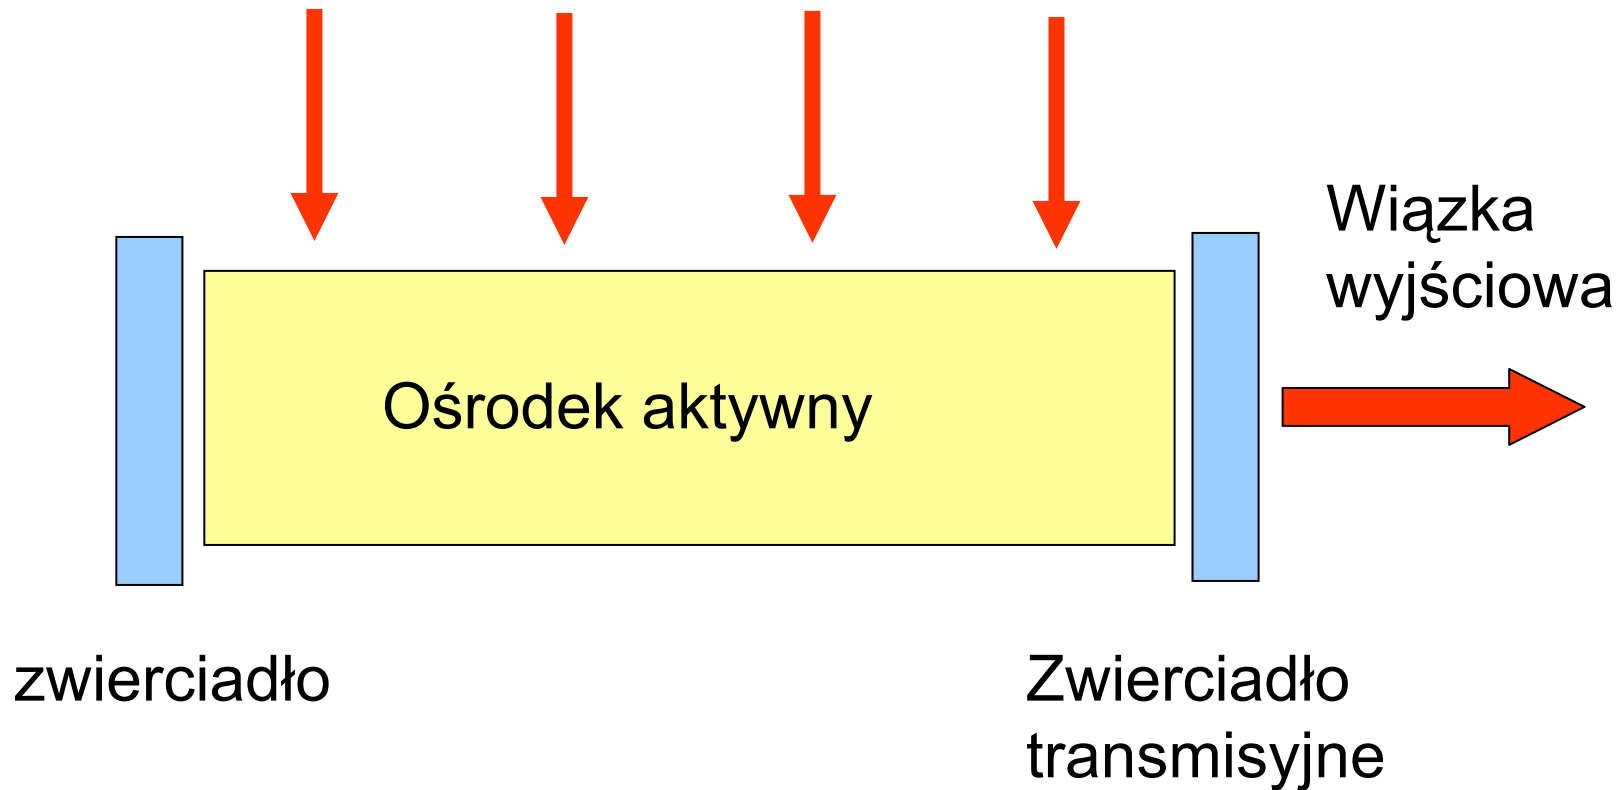 Wiązka
wyjściowa
Ośrodek aktywny
zwierciadło
Zwierciadło
transmisyjne